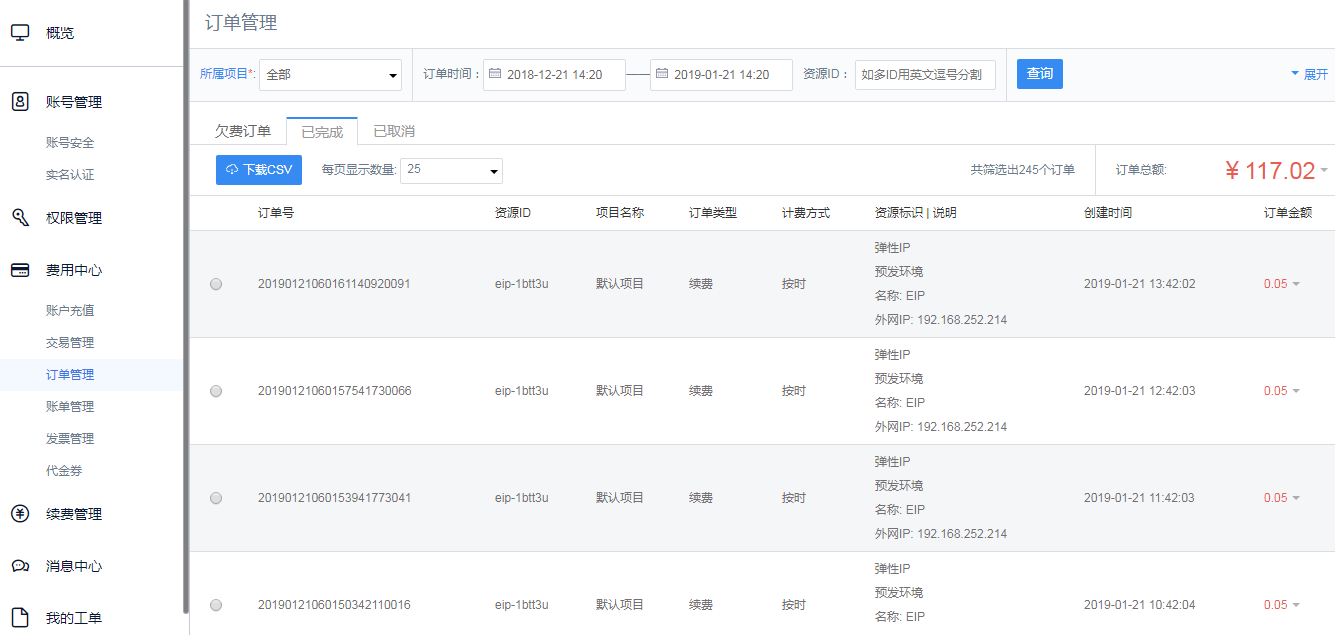 概览
账号管理
账号安全
实名认证
权限管理
费用中心
账户充值
交易管理
订单管理
账单管理
发票管理
代金券
续费管理
消息中心
我的工单
订单管理
所属项目*: 全部 订单时间 : 2018-12-21 14:20 2019-01-21 14:20 资源ID : 如多ID用英文逗号分割 查询 展开
欠费订单 已完成 已取消
下载CSV 每页显示数量: 25 共筛选出245个订单 订单总额: ¥ 117.02
订单号 资源ID 项目名称 订单类型 计费方式 资源标识 | 说明 创建时间 订单金额
弹性IP
预发环境
20190121060161140920091 eip-1btt3u 默认项目 续费 按时 2019-01-21 13:42:02 0.05
名称: EIP
外网IP: 192.168.252.214
弹性IP
预发环境
20190121060157541730066 eip-1btt3u 默认项目 续费 按时 2019-01-21 12:42:03 0.05
名称: EIP
外网IP: 192.168.252.214
弹性IP
预发环境
20190121060153941773041 eip-1btt3u 默认项目 续费 按时 2019-01-21 11:42:03 0.05
名称: EIP
外网IP: 192.168.252.214
弹性IP
预发环境
20190121060150342110016 eip-1btt3u 默认项目 续费 按时 2019-01-21 10:42:04 0.05
名称: EIP